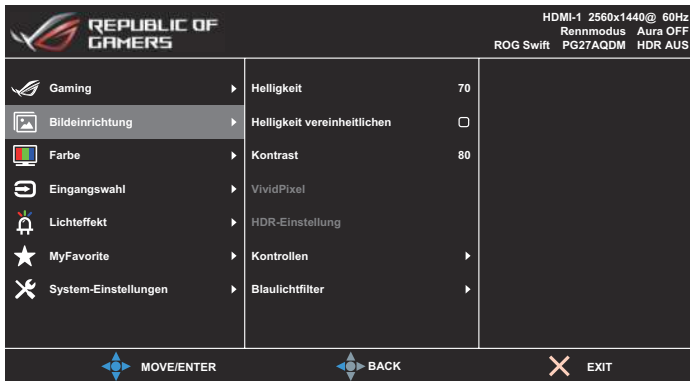 REPUBLIC OF
GAMERS
HDMI-1 2560x1440@ 60Hz
Rennmodus Aura OFF
ROG Swift PG27AQDM HDR AUS
Gaming
Bildeinrichtung
Farbe
Eingangswahl
Lichteffekt
MyFavorite
System-Einstellungen
Helligkeit 70
Helligkeit vereinheitlichen
Kontrast 80
VividPixel
HDR-Einstellung
Kontrollen
Blaulichtfilter
MOVE/ENTER
BACK
EXIT